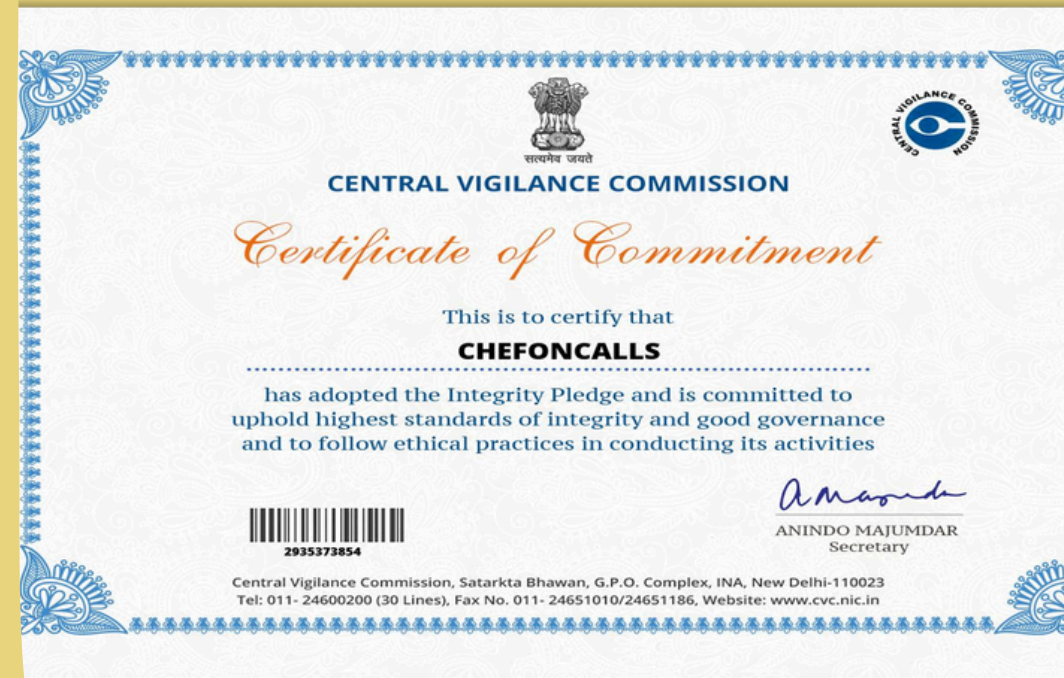 सत्यमेव जयते
CENTRAL VIGILANCE COMMISSION
CENTRAL VIGILANCE COMMISSION
Certificate of Commitment
This is to certify that
CHEFONCALLS
has adopted the Integrity Pledge and is committed to
uphold highest standards of integrity and good governance
and to follow ethical practices in conducting its activities
2935373854
ANINDO MAJUMDAR
Secretary
Central Vigilance Commission, Satarkta Bhawan, G.P.O. Complex, INA, New Delhi-110023
Tel: 011- 24600200 (30 Lines), Fax No. 011- 24651010/24651186, Website: www.cvc.nic.in